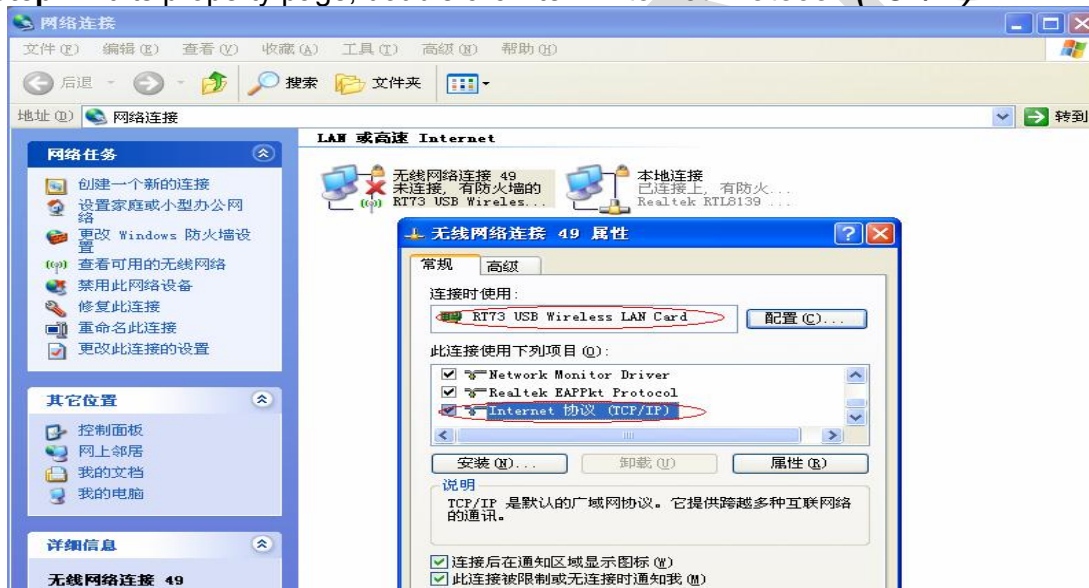 网络连接
文件(F) 编辑(E) 查看(V) 收藏(A) 工具(T) 高级(N) 帮助(H)
后退 搜索 文件夹
地址(D) 网络连接 转到
网络任务
创建一个新的连接
设置家庭或小型办公网
络
更改 Windows 防火墙设
置
查看可用的无线网络
禁用此网络设备
修复此连接
重命名此连接
更改此连接的设置
其它位置
控制面板
网上邻居
我的文档
我的电脑
详细信息
无线网络连接 49
LAN 或高速 Internet
无线网络连接 49
未连接, 有防火墙的
RT73 USB Wireles...
本地连接
已连接上, 有防火...
Realtek RTL8139 ...
无线网络连接 49 属性
常规 高级
连接时使用:
RT73 USB Wireless LAN Card 配置(C)...
此连接使用下列项目(O):
Network Monitor Driver
Realtek EAPPkt Protocol
Internet 协议 (TCP/IP)
安装(N)... 卸载(U) 属性(R)
说明
TCP/IP 是默认的广域网协议。它提供跨越多种互联网络
的通讯。
连接后在通知区域显示图标(W)
此连接被限制或无连接时通知我(M)